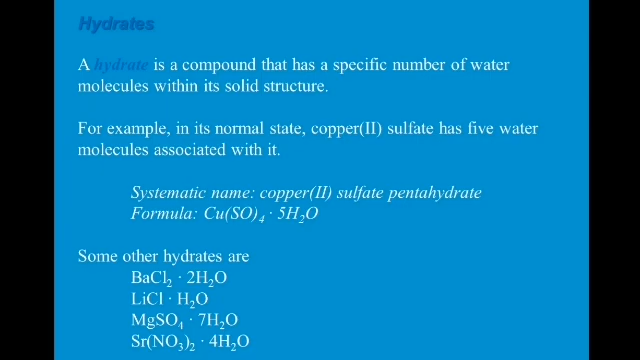 Hydrates
A hydrate is a compound that has a specific number of water
molecules within its solid structure.
For example, in its normal state, copper(II) sulfate has five water
molecules associated with it.
Systematic name: copper(II) sulfate pentahydrate
Formula: Cu(SO)₄ · 5H₂O
Some other hydrates are
BaCl₂ · 2H₂O
LiCl · H₂O
MgSO₄ · 7H₂O
Sr(NO₃)₂ · 4H₂O